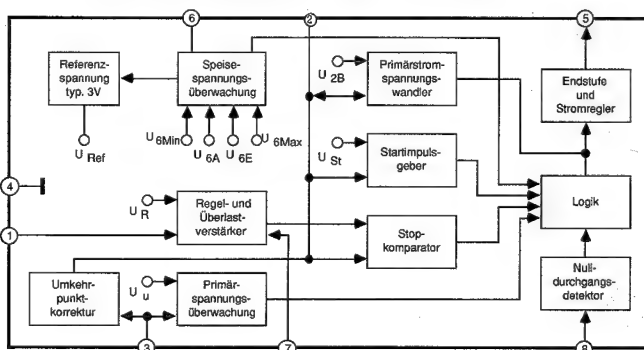 6
2
5
Referenz-
spannung
typ. 3V
Speise-
spannungs-
überwachung
U 2B
Primärstrom-
spannungs-
wandler
Endstufe
und
Stromregler
U Ref
U 6Min
U 6A
U 6E
U 6Max
U St
Startimpuls-
geber
4
U R
Regel- und
Überlast-
verstärker
Logik
1
Stop-
komparator
Umkehr-
punkt-
korrektur
U u
Primär-
spannungs-
überwachung
Null-
durchgangs-
detektor
3
7
8